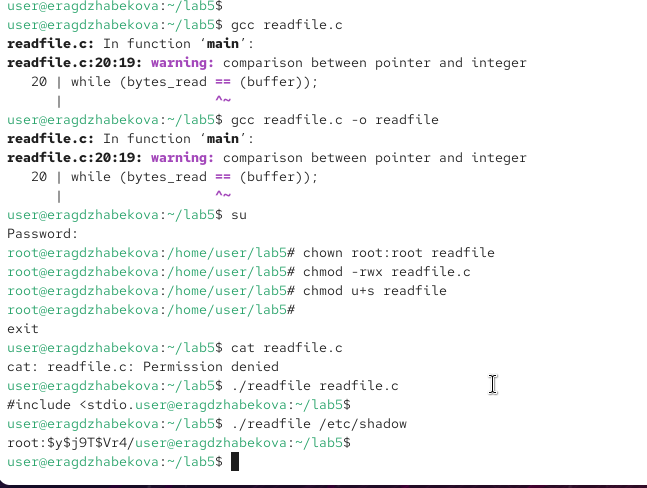 user@eragdzhabekova:~/lab5$
user@eragdzhabekova:~/lab5$ gcc readfile.c
readfile.c: In function ‘main’:
readfile.c:20:19: warning: comparison between pointer and integer
   20 | while (bytes_read == (buffer));
      |                   ^~
user@eragdzhabekova:~/lab5$ gcc readfile.c -o readfile
readfile.c: In function ‘main’:
readfile.c:20:19: warning: comparison between pointer and integer
   20 | while (bytes_read == (buffer));
      |                   ^~
user@eragdzhabekova:~/lab5$ su
Password:
root@eragdzhabekova:/home/user/lab5# chown root:root readfile
root@eragdzhabekova:/home/user/lab5# chmod -rwx readfile.c
root@eragdzhabekova:/home/user/lab5# chmod u+s readfile
root@eragdzhabekova:/home/user/lab5#
exit
user@eragdzhabekova:~/lab5$ cat readfile.c
cat: readfile.c: Permission denied
user@eragdzhabekova:~/lab5$ ./readfile readfile.c
#include <stdio.user@eragdzhabekova:~/lab5$
user@eragdzhabekova:~/lab5$ ./readfile /etc/shadow
root:$y$j9T$Vr4/user@eragdzhabekova:~/lab5$
user@eragdzhabekova:~/lab5$